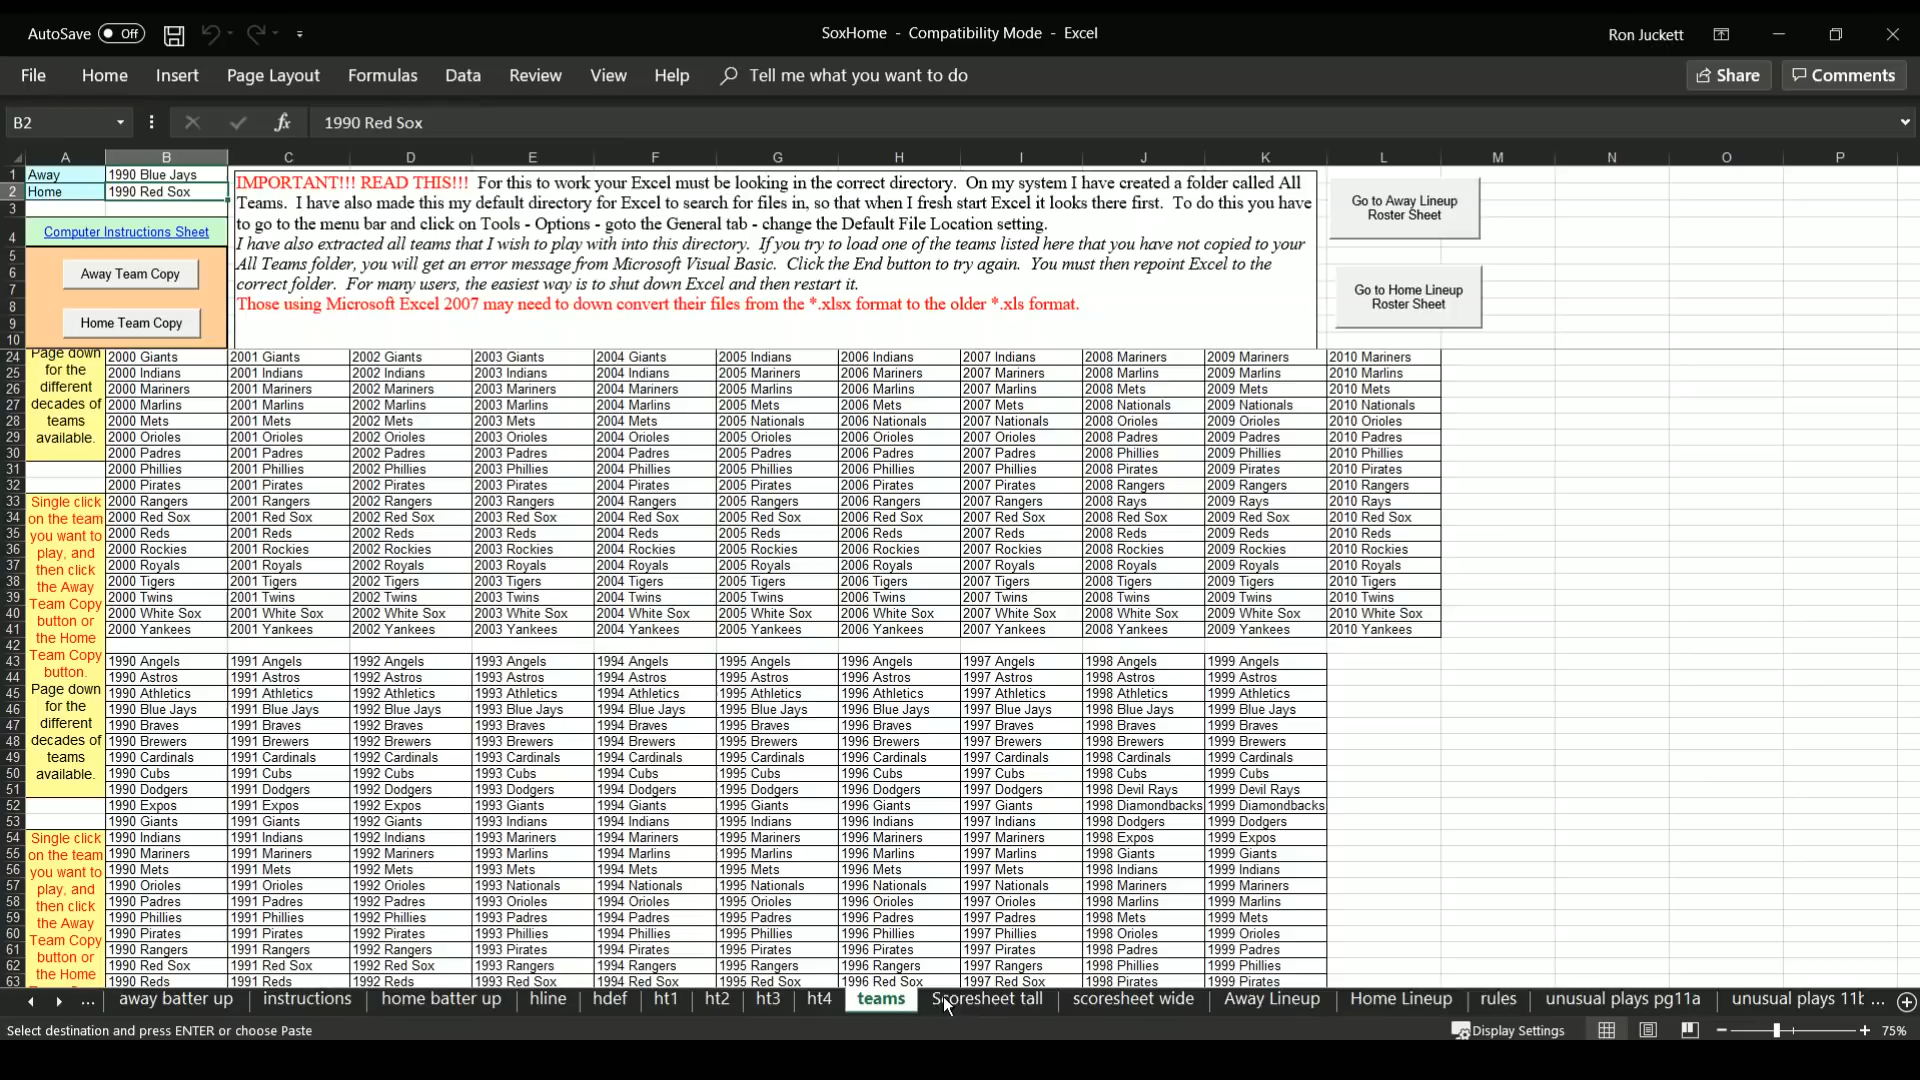 AutoSave Off SoxHome - Compatibility Mode - Excel Ron Juckett
File Home Insert Page Layout Formulas Data Review View Help Tell me what you want to do Share Comments
B2 fx 1990 Red Sox
A B C D E F G H I J K L M N O P
1 Away 1990 Blue Jays
2 Home 1990 Red Sox
3
4 Computer Instructions Sheet
5
6 Away Team Copy
7
8
9 Home Team Copy
10
IMPORTANT!!! READ THIS!!! For this to work your Excel must be looking in the correct directory. On my system I have created a folder called All
Teams. I have also made this my default directory for Excel to search for files in, so that when I fresh start Excel it looks there first. To do this you have
to go to the menu bar and click on Tools - Options - goto the General tab - change the Default File Location setting.
I have also extracted all teams that I wish to play with into this directory. If you try to load one of the teams listed here that you have not copied to your
All Teams folder, you will get an error message from Microsoft Visual Basic. Click the End button to try again. You must then repoint Excel to the
correct folder. For many users, the easiest way is to shut down Excel and then restart it.
Those using Microsoft Excel 2007 may need to down convert their files from the *.xlsx format to the older *.xls format.
Go to Away Lineup
Roster Sheet
Go to Home Lineup
Roster Sheet
Page down
for the
different
decades of
teams
available.
Single click
on the team
you want to
play, and
then click
the Away
Team Copy
button or
the Home
Team Copy
button.
Page down
for the
different
decades of
teams
available.
Single click
on the team
you want to
play, and
then click
the Away
Team Copy
button or
the Home
24 2000 Giants 2001 Giants 2002 Giants 2003 Giants 2004 Giants 2005 Indians 2006 Indians 2007 Indians 2008 Mariners 2009 Mariners 2010 Mariners
25 2000 Indians 2001 Indians 2002 Indians 2003 Indians 2004 Indians 2005 Mariners 2006 Mariners 2007 Mariners 2008 Marlins 2009 Marlins 2010 Marlins
26 2000 Mariners 2001 Mariners 2002 Mariners 2003 Mariners 2004 Mariners 2005 Marlins 2006 Marlins 2007 Marlins 2008 Mets 2009 Mets 2010 Mets
27 2000 Marlins 2001 Marlins 2002 Marlins 2003 Marlins 2004 Marlins 2005 Mets 2006 Mets 2007 Mets 2008 Nationals 2009 Nationals 2010 Nationals
28 2000 Mets 2001 Mets 2002 Mets 2003 Mets 2004 Mets 2005 Nationals 2006 Nationals 2007 Nationals 2008 Orioles 2009 Orioles 2010 Orioles
29 2000 Orioles 2001 Orioles 2002 Orioles 2003 Orioles 2004 Orioles 2005 Orioles 2006 Orioles 2007 Orioles 2008 Padres 2009 Padres 2010 Padres
30 2000 Padres 2001 Padres 2002 Padres 2003 Padres 2004 Padres 2005 Padres 2006 Padres 2007 Padres 2008 Phillies 2009 Phillies 2010 Phillies
31 2000 Phillies 2001 Phillies 2002 Phillies 2003 Phillies 2004 Phillies 2005 Phillies 2006 Phillies 2007 Phillies 2008 Pirates 2009 Pirates 2010 Pirates
32 2000 Pirates 2001 Pirates 2002 Pirates 2003 Pirates 2004 Pirates 2005 Pirates 2006 Pirates 2007 Pirates 2008 Rangers 2009 Rangers 2010 Rangers
33 2000 Rangers 2001 Rangers 2002 Rangers 2003 Rangers 2004 Rangers 2005 Rangers 2006 Rangers 2007 Rangers 2008 Rays 2009 Rays 2010 Rays
34 2000 Red Sox 2001 Red Sox 2002 Red Sox 2003 Red Sox 2004 Red Sox 2005 Red Sox 2006 Red Sox 2007 Red Sox 2008 Red Sox 2009 Red Sox 2010 Red Sox
35 2000 Reds 2001 Reds 2002 Reds 2003 Reds 2004 Reds 2005 Reds 2006 Reds 2007 Reds 2008 Reds 2009 Reds 2010 Reds
36 2000 Rockies 2001 Rockies 2002 Rockies 2003 Rockies 2004 Rockies 2005 Rockies 2006 Rockies 2007 Rockies 2008 Rockies 2009 Rockies 2010 Rockies
37 2000 Royals 2001 Royals 2002 Royals 2003 Royals 2004 Royals 2005 Royals 2006 Royals 2007 Royals 2008 Royals 2009 Royals 2010 Royals
38 2000 Tigers 2001 Tigers 2002 Tigers 2003 Tigers 2004 Tigers 2005 Tigers 2006 Tigers 2007 Tigers 2008 Tigers 2009 Tigers 2010 Tigers
39 2000 Twins 2001 Twins 2002 Twins 2003 Twins 2004 Twins 2005 Twins 2006 Twins 2007 Twins 2008 Twins 2009 Twins 2010 Twins
40 2000 White Sox 2001 White Sox 2002 White Sox 2003 White Sox 2004 White Sox 2005 White Sox 2006 White Sox 2007 White Sox 2008 White Sox 2009 White Sox 2010 White Sox
41 2000 Yankees 2001 Yankees 2002 Yankees 2003 Yankees 2004 Yankees 2005 Yankees 2006 Yankees 2007 Yankees 2008 Yankees 2009 Yankees 2010 Yankees
42
43 1990 Angels 1991 Angels 1992 Angels 1993 Angels 1994 Angels 1995 Angels 1996 Angels 1997 Angels 1998 Angels 1999 Angels
44 1990 Astros 1991 Astros 1992 Astros 1993 Astros 1994 Astros 1995 Astros 1996 Astros 1997 Astros 1998 Astros 1999 Astros
45 1990 Athletics 1991 Athletics 1992 Athletics 1993 Athletics 1994 Athletics 1995 Athletics 1996 Athletics 1997 Athletics 1998 Athletics 1999 Athletics
46 1990 Blue Jays 1991 Blue Jays 1992 Blue Jays 1993 Blue Jays 1994 Blue Jays 1995 Blue Jays 1996 Blue Jays 1997 Blue Jays 1998 Blue Jays 1999 Blue Jays
47 1990 Braves 1991 Braves 1992 Braves 1993 Braves 1994 Braves 1995 Braves 1996 Braves 1997 Braves 1998 Braves 1999 Braves
48 1990 Brewers 1991 Brewers 1992 Brewers 1993 Brewers 1994 Brewers 1995 Brewers 1996 Brewers 1997 Brewers 1998 Brewers 1999 Brewers
49 1990 Cardinals 1991 Cardinals 1992 Cardinals 1993 Cardinals 1994 Cardinals 1995 Cardinals 1996 Cardinals 1997 Cardinals 1998 Cardinals 1999 Cardinals
50 1990 Cubs 1991 Cubs 1992 Cubs 1993 Cubs 1994 Cubs 1995 Cubs 1996 Cubs 1997 Cubs 1998 Cubs 1999 Cubs
51 1990 Dodgers 1991 Dodgers 1992 Dodgers 1993 Dodgers 1994 Dodgers 1995 Dodgers 1996 Dodgers 1997 Dodgers 1998 Devil Rays 1999 Devil Rays
52 1990 Expos 1991 Expos 1992 Expos 1993 Giants 1994 Giants 1995 Giants 1996 Giants 1997 Giants 1998 Diamondbacks 1999 Diamondbacks
53 1990 Giants 1991 Giants 1992 Giants 1993 Indians 1994 Indians 1995 Indians 1996 Indians 1997 Indians 1998 Dodgers 1999 Dodgers
54 1990 Indians 1991 Indians 1992 Indians 1993 Mariners 1994 Mariners 1995 Mariners 1996 Mariners 1997 Mariners 1998 Expos 1999 Expos
55 1990 Mariners 1991 Mariners 1992 Mariners 1993 Marlins 1994 Marlins 1995 Marlins 1996 Marlins 1997 Marlins 1998 Giants 1999 Giants
56 1990 Mets 1991 Mets 1992 Mets 1993 Mets 1994 Mets 1995 Mets 1996 Mets 1997 Mets 1998 Indians 1999 Indians
57 1990 Orioles 1991 Orioles 1992 Orioles 1993 Nationals 1994 Nationals 1995 Nationals 1996 Nationals 1997 Nationals 1998 Mariners 1999 Mariners
58 1990 Padres 1991 Padres 1992 Padres 1993 Orioles 1994 Orioles 1995 Orioles 1996 Orioles 1997 Orioles 1998 Marlins 1999 Marlins
59 1990 Phillies 1991 Phillies 1992 Phillies 1993 Padres 1994 Padres 1995 Padres 1996 Padres 1997 Padres 1998 Mets 1999 Mets
60 1990 Pirates 1991 Pirates 1992 Pirates 1993 Phillies 1994 Phillies 1995 Phillies 1996 Phillies 1997 Phillies 1998 Orioles 1999 Orioles
61 1990 Rangers 1991 Rangers 1992 Rangers 1993 Pirates 1994 Pirates 1995 Pirates 1996 Pirates 1997 Pirates 1998 Padres 1999 Padres
62 1990 Red Sox 1991 Red Sox 1992 Red Sox 1993 Rangers 1994 Rangers 1995 Rangers 1996 Rangers 1997 Rangers 1998 Phillies 1999 Phillies
63 1990 Reds 1991 Reds 1992 Reds 1993 Red Sox 1994 Red Sox 1995 Red Sox 1996 Red Sox 1997 Red Sox 1998 Pirates 1999 Pirates
... away batter up instructions home batter up hline hdef ht1 ht2 ht3 ht4 teams Scoresheet tall scoresheet wide Away Lineup Home Lineup rules unusual plays pg11a unusual plays 11b ...
Select destination and press ENTER or choose Paste Display Settings 75%